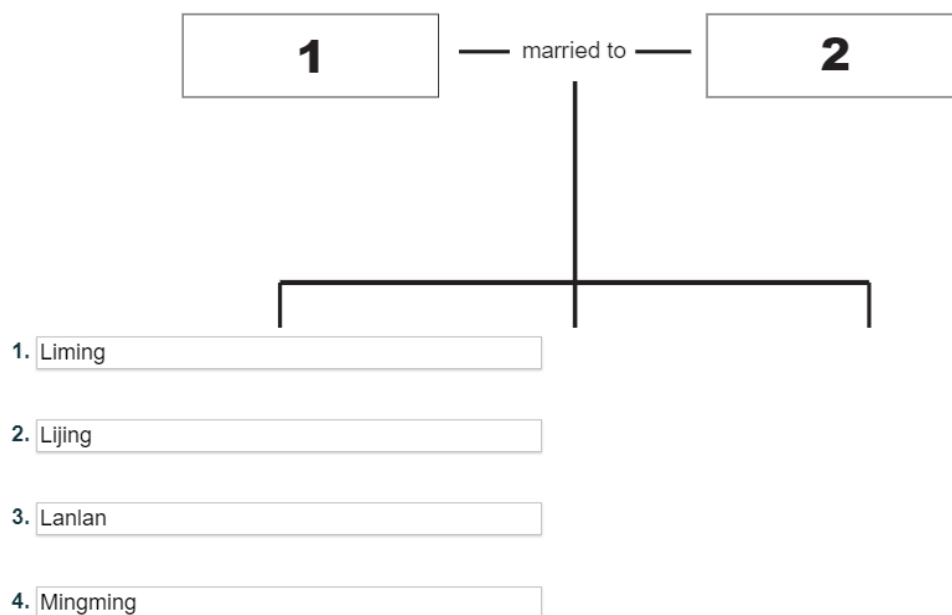 1 married to 2
1. Liming
2. Lijing
3. Lanlan
4. Mingming